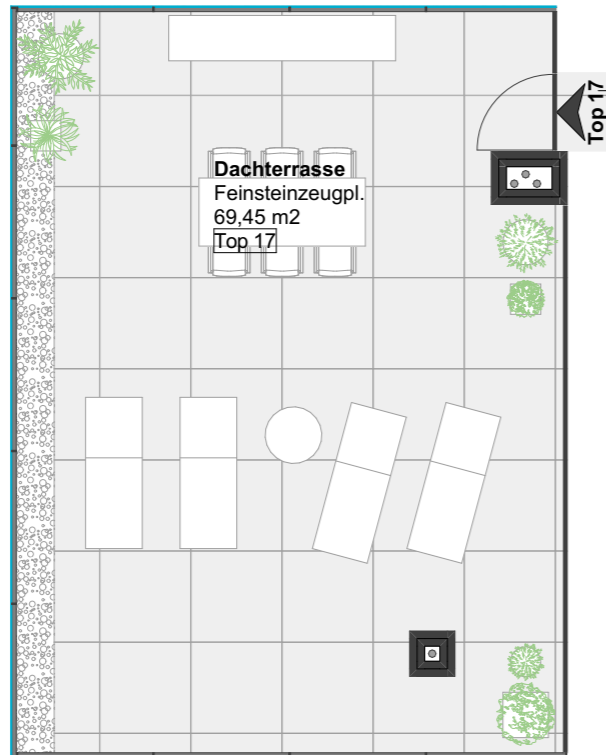 Dachterrasse
Feinsteinzeugpl.
69,45 m2
Top 17
Top 17